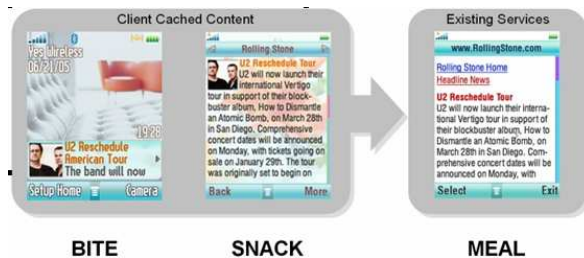 Client Cached Content
Existing Services
Yes Wireless
06/21/05
19:28
U2 Reschedule
American Tour
The band will now
Setup Home
Camera
Rolling Stone
U2 Reschedule Tour
U2 will now launch their
international Vertigo
tour in support of their block-
buster album, How to Dismantle
an Atomic Bomb, on March 28th
in San Diego. Comprehensive
concert dates will be announced
on Monday, with tickets going on
sale on January 29th. The tour
was originally set to begin on
Back
More
www.RollingStone.com
Rolling Stone Home
Headline News
U2 Reschedule Tour
U2 will now launch their interna-
tional Vertigo tour in support of
their blockbuster album, How to
Dismantle an Atomic Bomb, on
March 28th in San Diego. Com-
prehensive concert dates will be
announced on Monday, with
Select
Exit
BITE
SNACK
MEAL